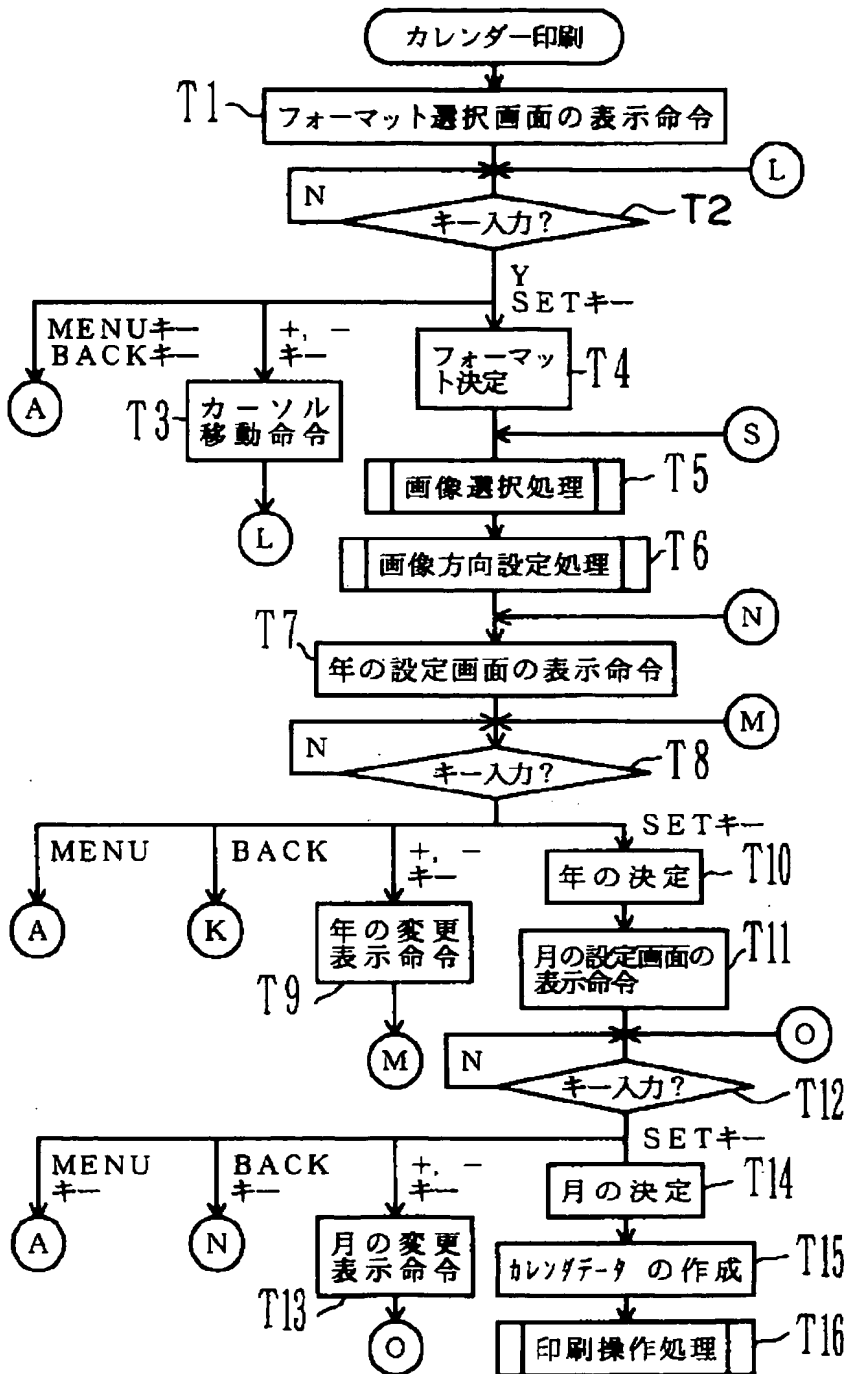 カレンダー印刷
T1
フォーマット選択画面の表示命令
L
N
キー入力?
T2
Y
SETキー
MENUキー
BACKキー
+, −
キー
A
T3
カーソル
移動命令
L
フォーマッ
ト決定
T4
S
画像選択処理
T5
画像方向設定処理
T6
N
T7
年の設定画面の表示命令
M
N
キー入力?
T8
MENU
BACK
+, −
キー
SETキー
A
K
年の変更
表示命令
T9
M
年の決定
T10
月の設定画面の
表示命令
T11
O
N
キー入力?
T12
MENU
キー
BACK
キー
+, −
キー
SETキー
A
N
月の変更
表示命令
T13
O
月の決定
T14
カレンダデータ の作成
T15
印刷操作処理
T16